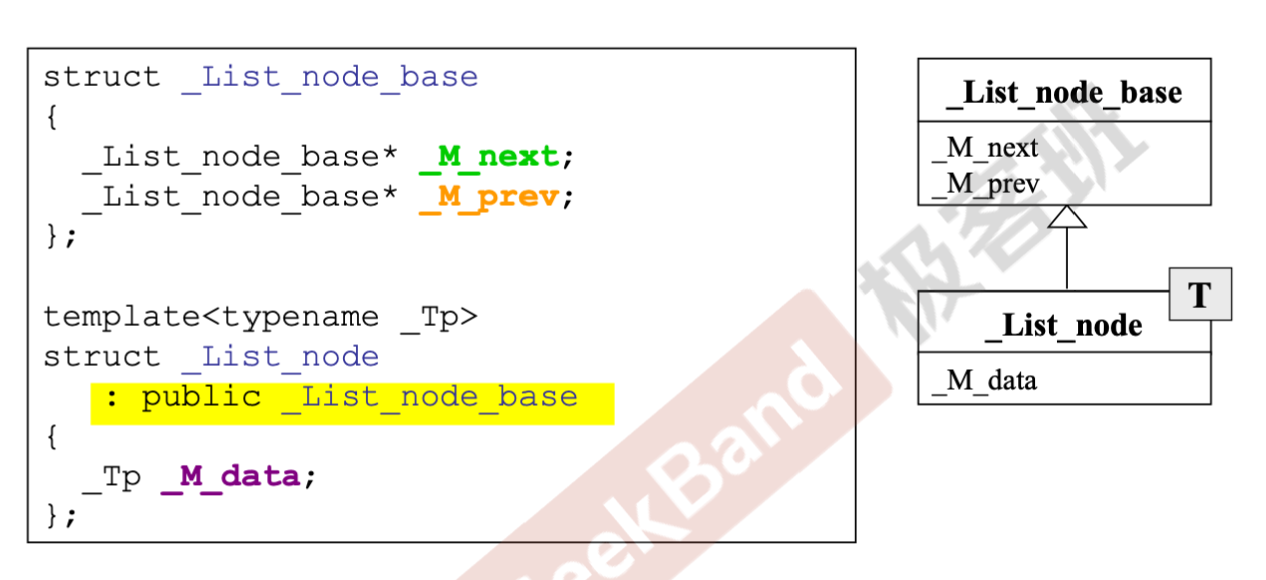 struct _List_node_base
{
_List_node_base* _M_next;
_List_node_base* _M_prev;
};
template<typename _Tp>
struct _List_node
: public _List_node_base
{
_Tp _M_data;
};
_List_node_base
_M_next
_M_prev
T
_List_node
_M_data
GeekBand 极客班